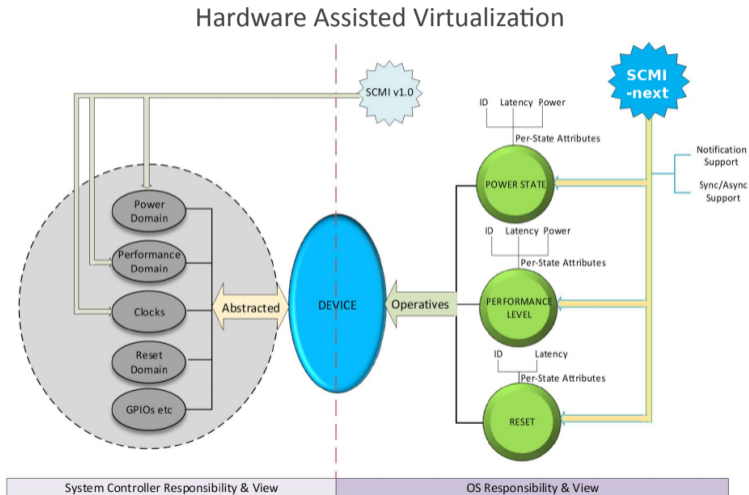 Hardware Assisted Virtualization
SCMI v1.0
SCMI
-next
ID Latency Power
Per-State Attributes
POWER STATE
Notification
Support
Sync/Async
Support
Power
Domain
Performance
Domain
Clocks
Reset
Domain
GPIOs etc
Abstracted
DEVICE
Operatives
ID Latency Power
Per-State Attributes
PERFORMANCE
LEVEL
ID Latency
Per-State Attributes
RESET
System Controller Responsibility & View
OS Responsibility & View